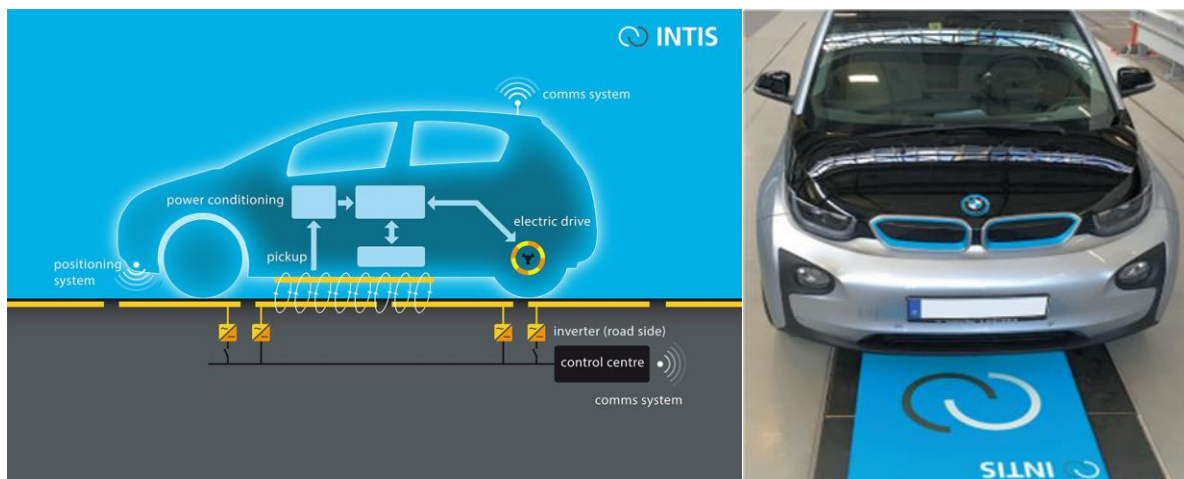 INTIS
comms system
power conditioning
electric drive
pickup
positioning
system
inverter (road side)
control centre
comms system
INTIS